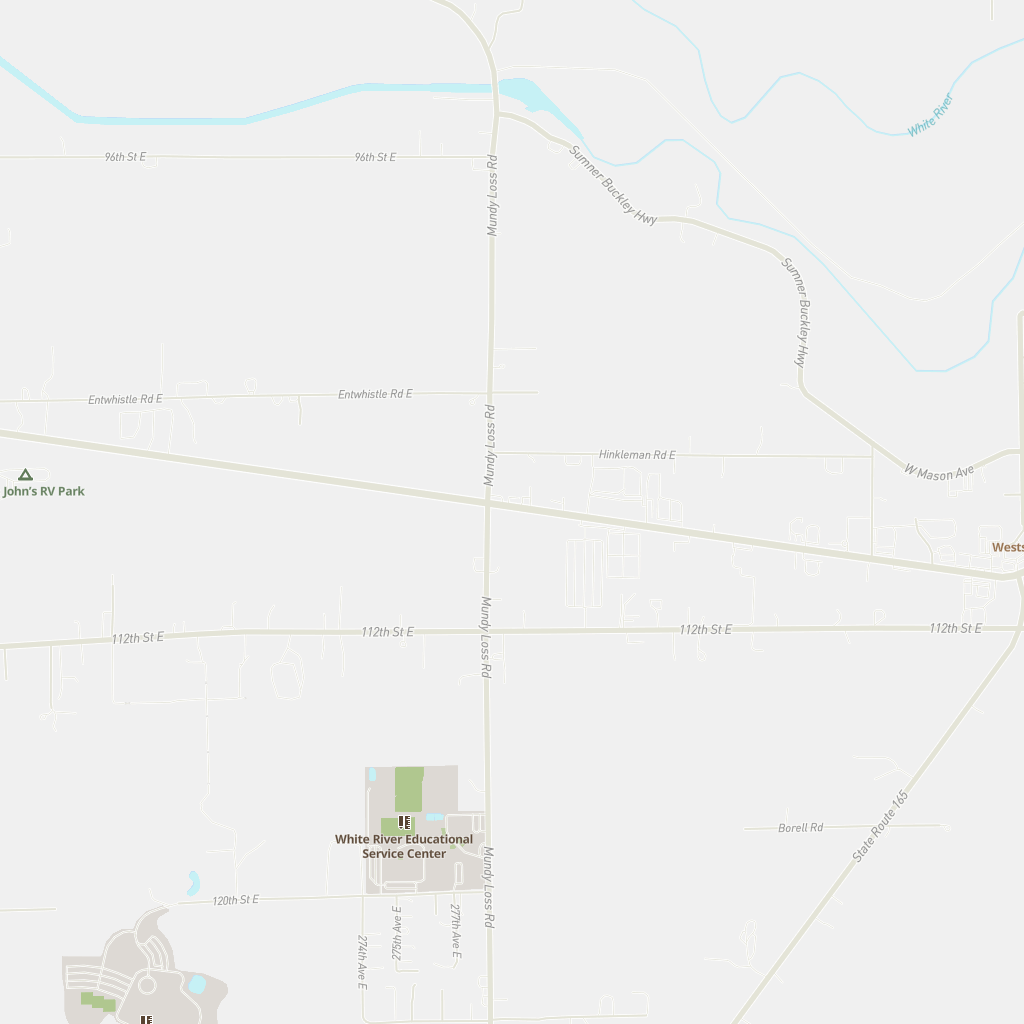 White River
96th St E
96th St E
Mundy Loss Rd
Sumner Buckley Hwy
Sumner Buckley Hwy
Entwhistle Rd E
Entwhistle Rd E
Mundy Loss Rd
Hinkleman Rd E
W Mason Ave
John's RV Park
Wests
112th St E
112th St E
Mundy Loss Rd
112th St E
112th St E
State Route 165
Borell Rd
White River Educational
Service Center
Mundy Loss Rd
120th St E
274th Ave E
275th Ave E
277th Ave E